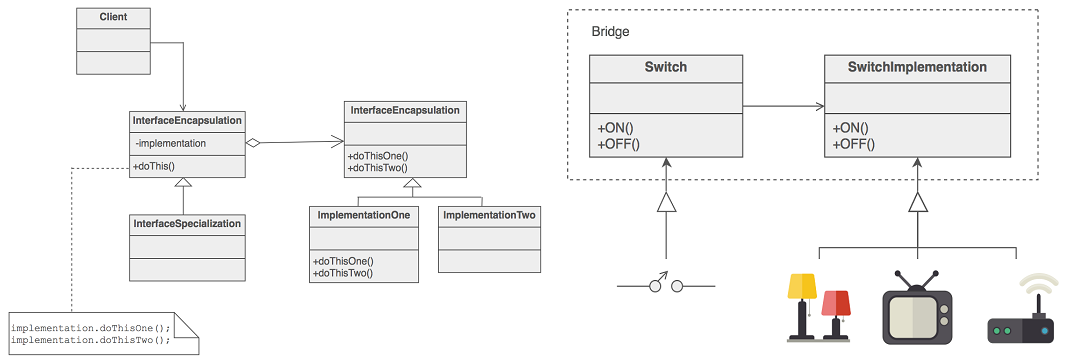 Client
InterfaceEncapsulation
-implementation
+doThis()
InterfaceSpecialization
implementation.doThisOne();
implementation.doThisTwo();
InterfaceEncapsulation
+doThisOne()
+doThisTwo()
ImplementationOne
+doThisOne()
+doThisTwo()
ImplementationTwo
Bridge
Switch
+ON()
+OFF()
SwitchImplementation
+ON()
+OFF()